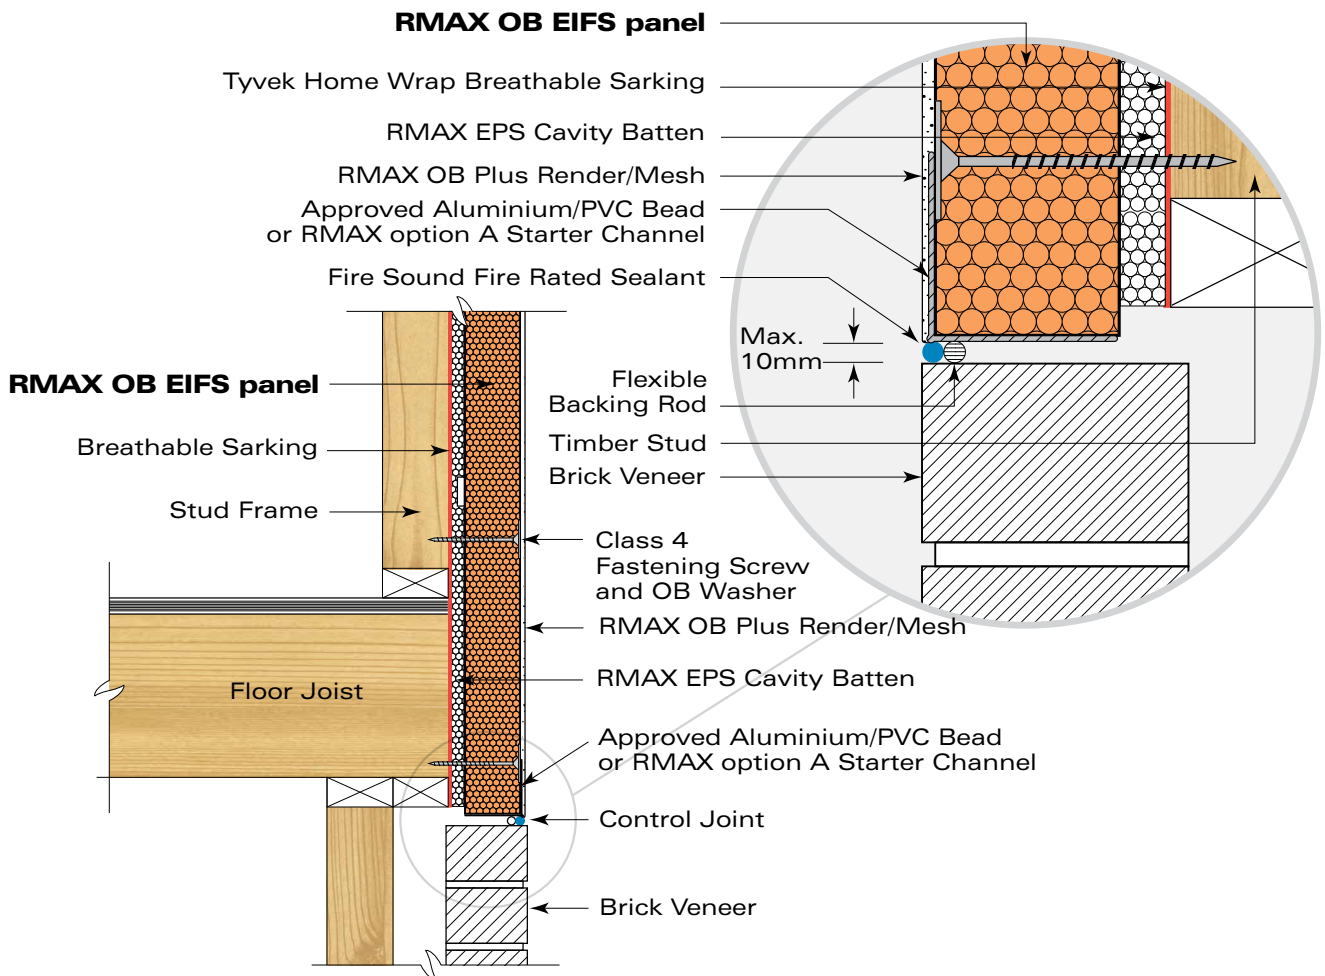 RMAX OB EIFS panel
Tyvek Home Wrap Breathable Sarking
RMAX EPS Cavity Batten
RMAX OB Plus Render/Mesh
Approved Aluminium/PVC Bead
or RMAX option A Starter Channel
Fire Sound Fire Rated Sealant
Max.
10mm
Flexible
Backing Rod
Timber Stud
Brick Veneer
RMAX OB EIFS panel
Breathable Sarking
Stud Frame
Class 4
Fastening Screw
and OB Washer
RMAX OB Plus Render/Mesh
RMAX EPS Cavity Batten
Floor Joist
Approved Aluminium/PVC Bead
or RMAX option A Starter Channel
Control Joint
Brick Veneer